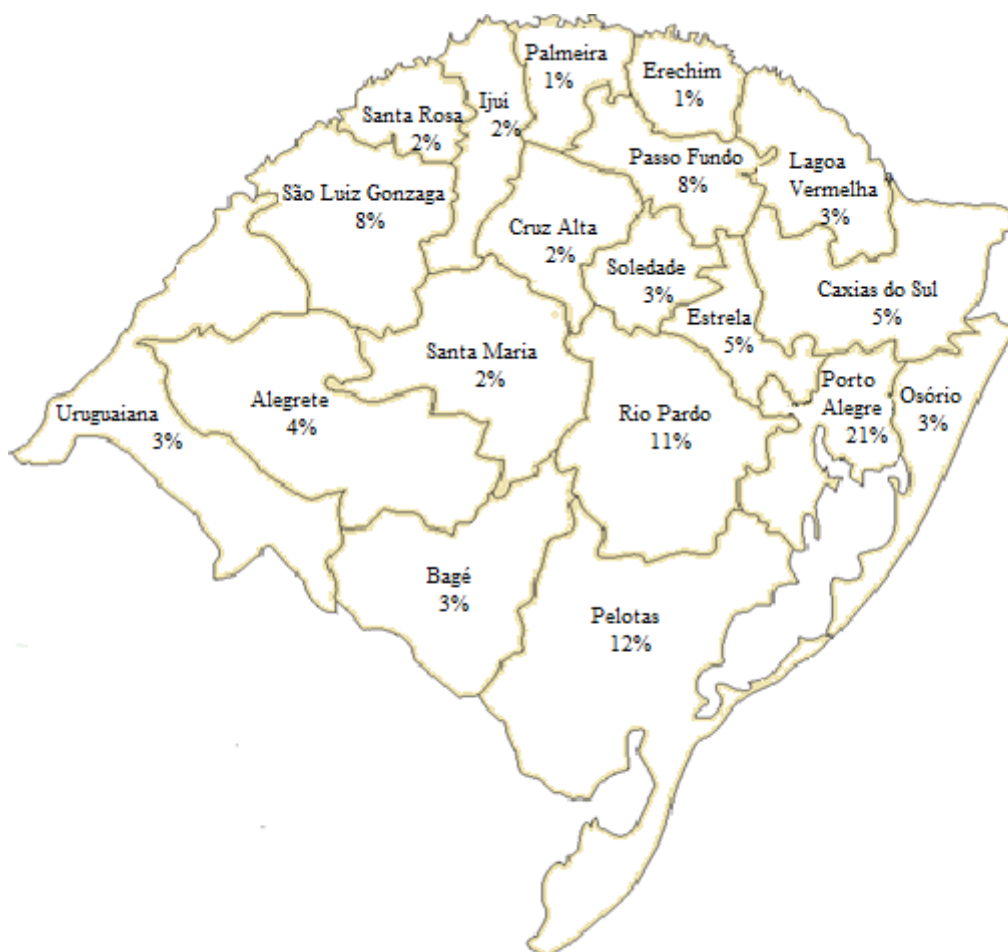 Palmeira
1%
Erechim
1%
Ijuí
2%
Santa Rosa
2%
Passo Fundo
8%
Lagoa
Vermelha
3%
São Luiz Gonzaga
8%
Cruz Alta
2%
Soledade
3%
Caxias do Sul
5%
Estrela
5%
Santa Maria
2%
Porto
Alegre
21%
Osório
3%
Uruguaiana
3%
Alegrete
4%
Rio Pardo
11%
Bagé
3%
Pelotas
12%